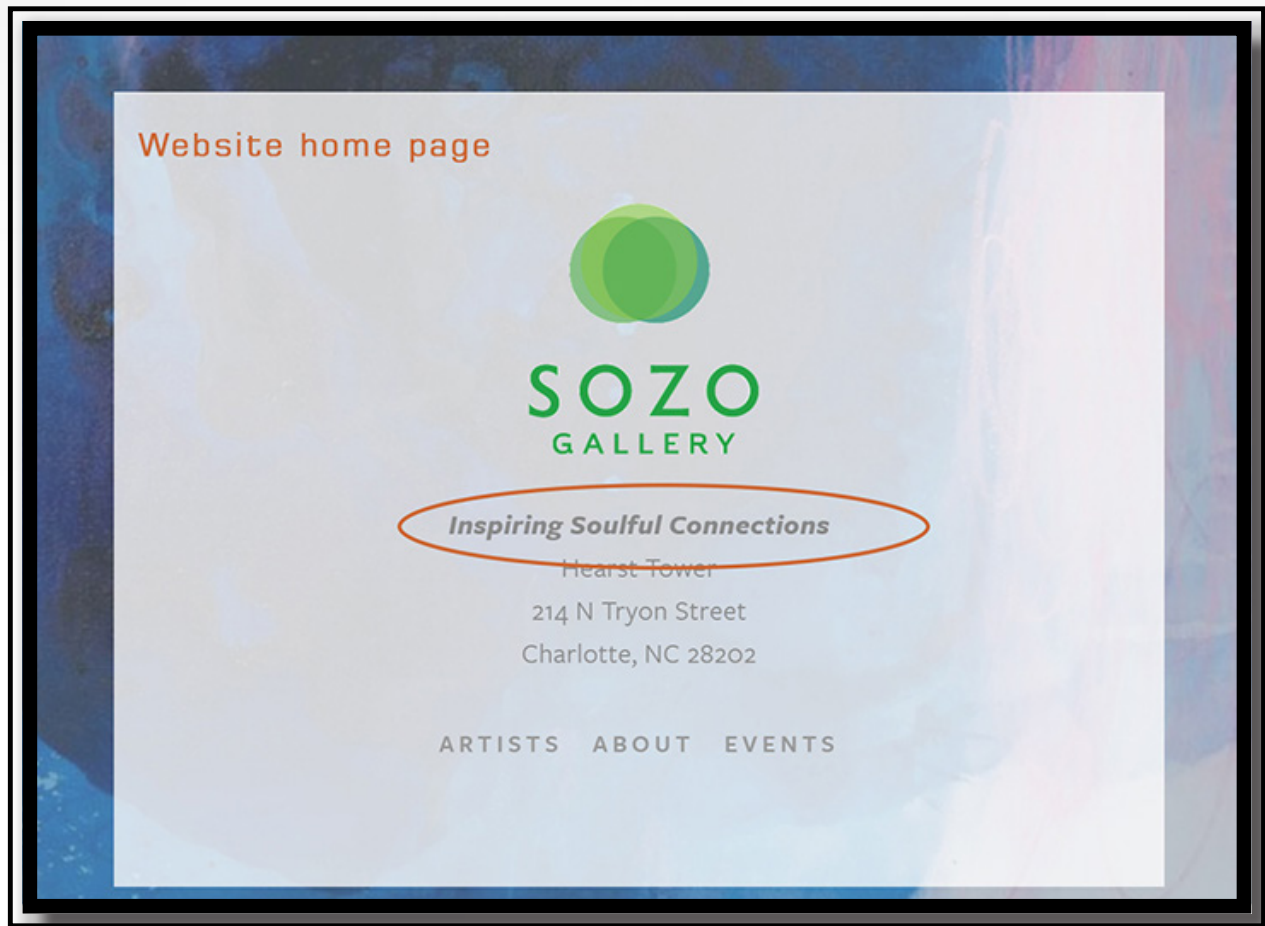 Website home page
SOZO
GALLERY
Inspiring Soulful Connections
Hearst Tower
214 N Tryon Street
Charlotte, NC 28202
ARTISTS ABOUT EVENTS